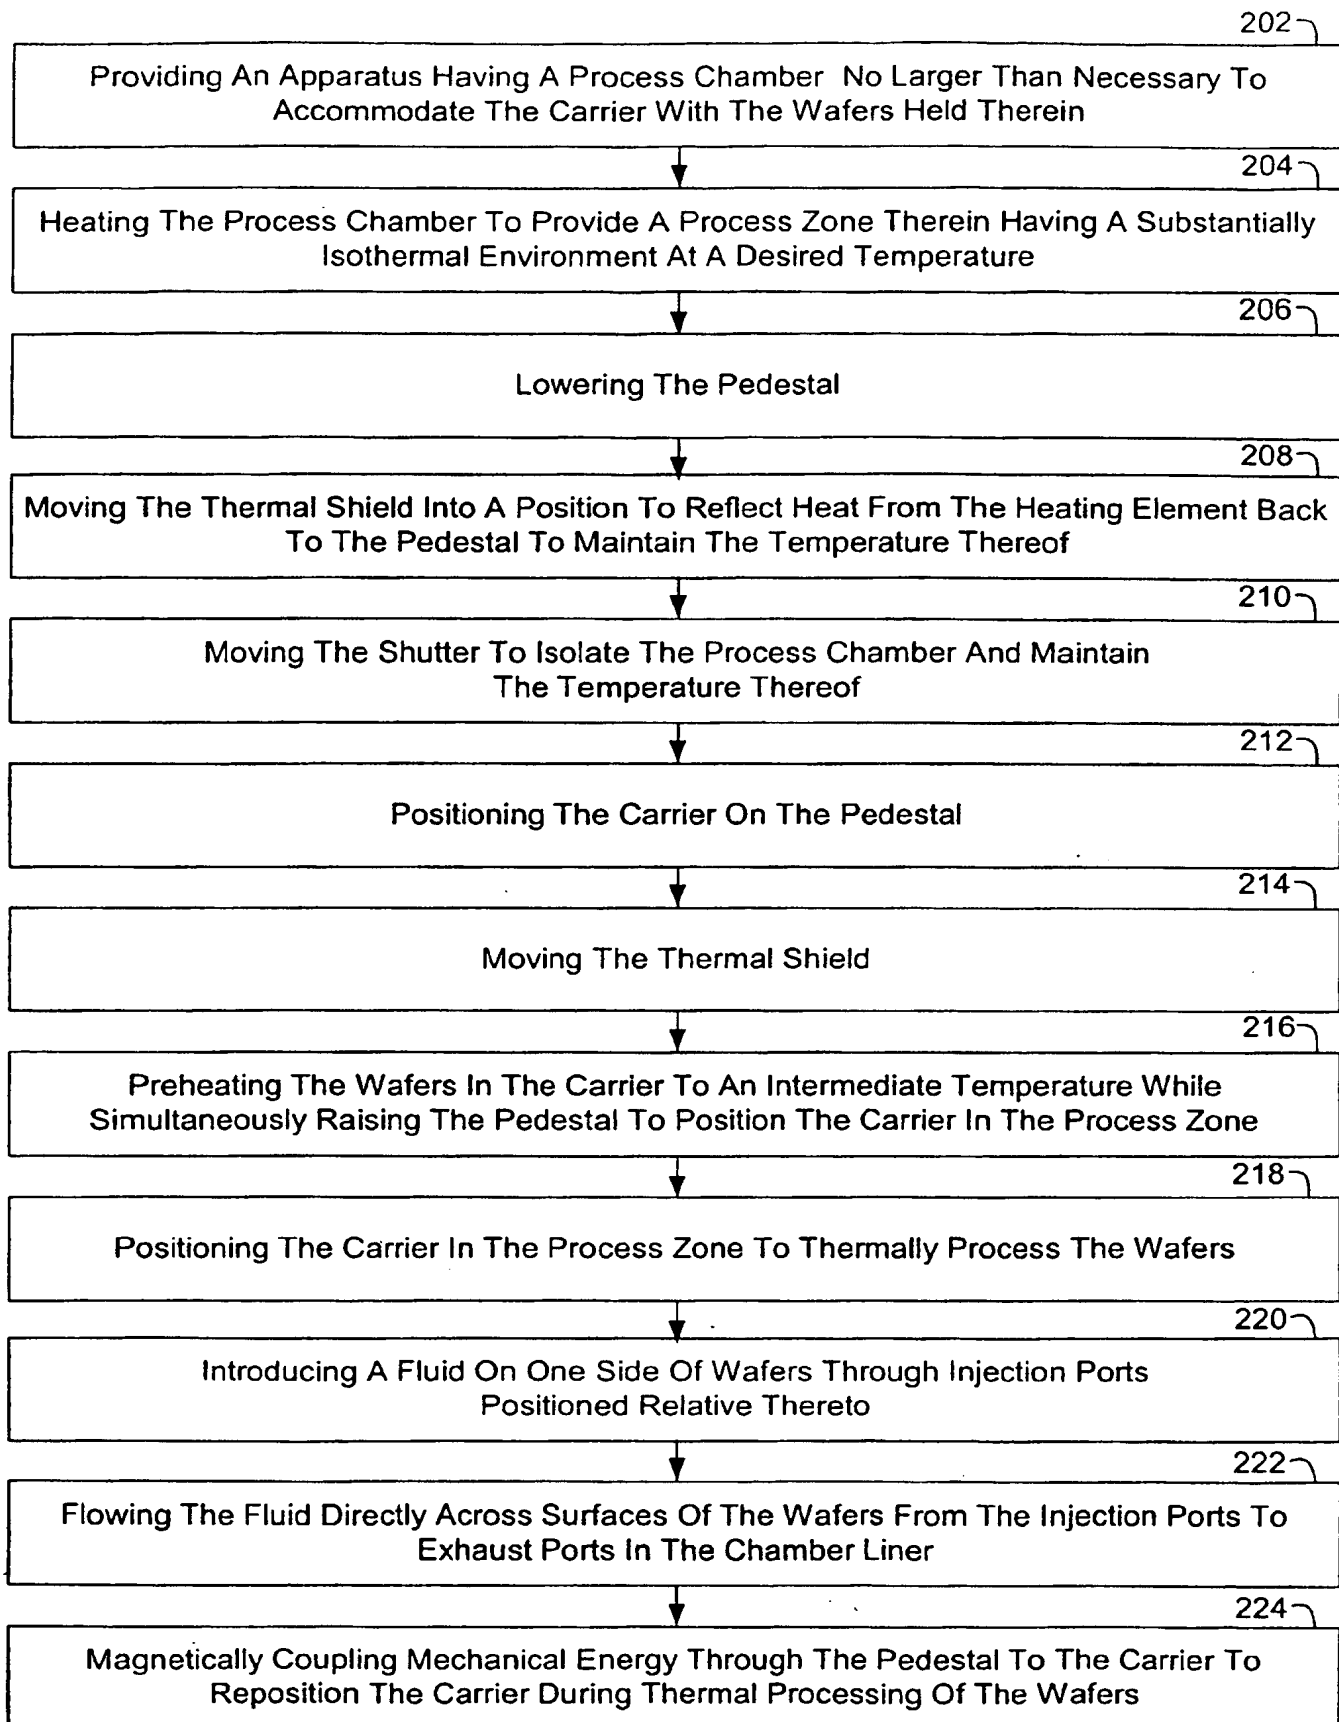 202
Providing An Apparatus Having A Process Chamber No Larger Than Necessary To
Accommodate The Carrier With The Wafers Held Therein
204
Heating The Process Chamber To Provide A Process Zone Therein Having A Substantially
Isothermal Environment At A Desired Temperature
206
Lowering The Pedestal
208
Moving The Thermal Shield Into A Position To Reflect Heat From The Heating Element Back
To The Pedestal To Maintain The Temperature Thereof
210
Moving The Shutter To Isolate The Process Chamber And Maintain
The Temperature Thereof
212
Positioning The Carrier On The Pedestal
214
Moving The Thermal Shield
216
Preheating The Wafers In The Carrier To An Intermediate Temperature While
Simultaneously Raising The Pedestal To Position The Carrier In The Process Zone
218
Positioning The Carrier In The Process Zone To Thermally Process The Wafers
220
Introducing A Fluid On One Side Of Wafers Through Injection Ports
Positioned Relative Thereto
222
Flowing The Fluid Directly Across Surfaces Of The Wafers From The Injection Ports To
Exhaust Ports In The Chamber Liner
224
Magnetically Coupling Mechanical Energy Through The Pedestal To The Carrier To
Reposition The Carrier During Thermal Processing Of The Wafers